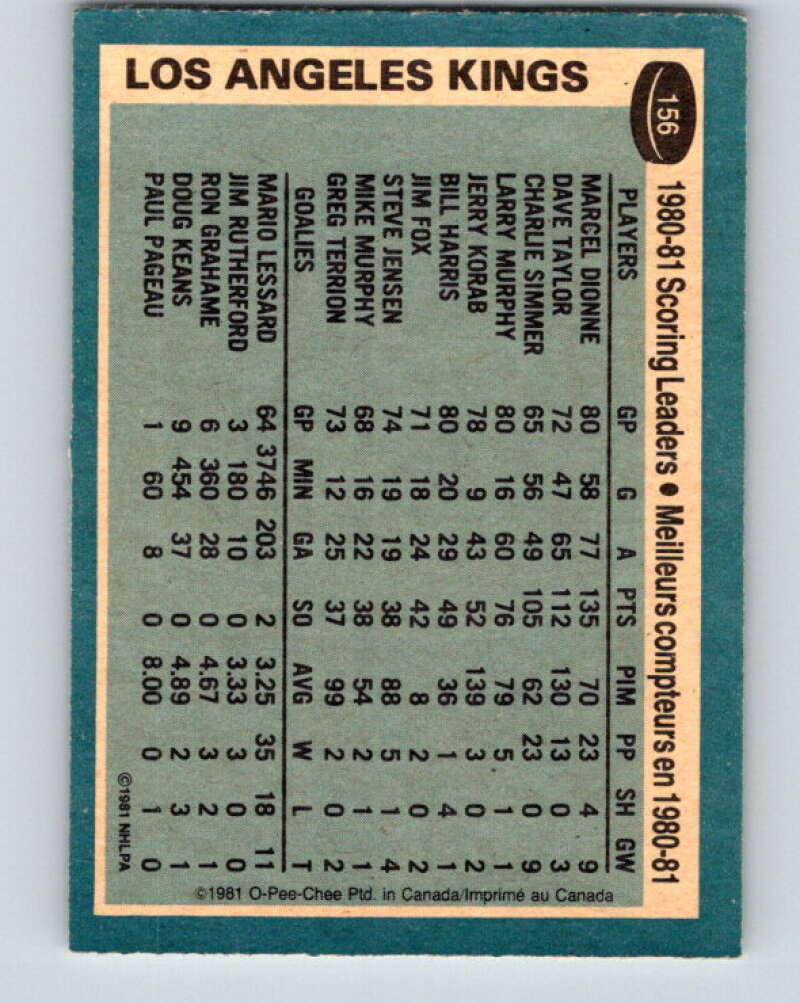 LOS ANGELES KINGS
156
1980-81 Scoring Leaders • Meilleurs compteurs en 1980-81
PLAYERS GP G A PTS PIM PP SH GW
MARCEL DIONNE 80 58 77 135 70 23 4 9
DAVE TAYLOR 72 47 65 112 130 13 0 3
CHARLIE SIMMER 65 56 49 105 62 23 0 9
LARRY MURPHY 80 16 60 76 79 5 1 1
JERRY KORAB 78 9 43 52 139 3 0 2
BILL HARRIS 80 20 29 49 36 1 4 1
JIM FOX 71 18 24 42 8 2 0 2
STEVE JENSEN 74 19 19 38 88 5 1 4
MIKE MURPHY 68 16 22 38 54 2 1 1
GREG TERRION 73 12 25 37 99 2 0 2
GOALIES GP MIN GA SO AVG W L T
MARIO LESSARD 64 3746 203 2 3.25 35 18 11
JIM RUTHERFORD 3 180 10 0 3.33 3 0 0
RON GRAHAME 6 360 28 0 4.67 3 2 1
DOUG KEANS 9 454 37 0 4.89 2 3 1
PAUL PAGEAU 1 60 8 0 8.00 0 1 0
©1981 NHLPA
©1981 O-Pee-Chee Ptd. in Canada/Imprimé au Canada